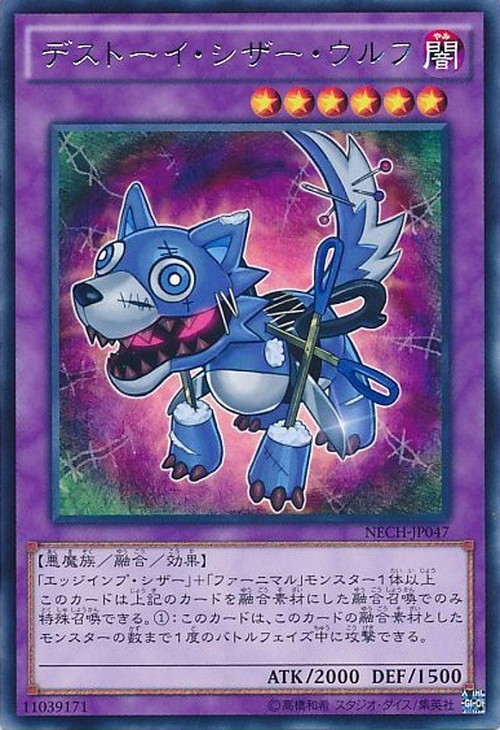 デストーイ・シザー・ウルフ
闇
NECH-JP047
【悪魔族／融合／効果】
「エッジインプ・シザー」＋「ファーニマル」モンスター１体以上
このカードは上記のカードを融合素材にした融合召喚でのみ
特殊召喚できる。①：このカードは、このカードの融合素材とした
モンスターの数まで１度のバトルフェイズ中に攻撃できる。
ATK/2000 DEF/1500
11039171 ©高橋和希 スタジオ・ダイス/集英社